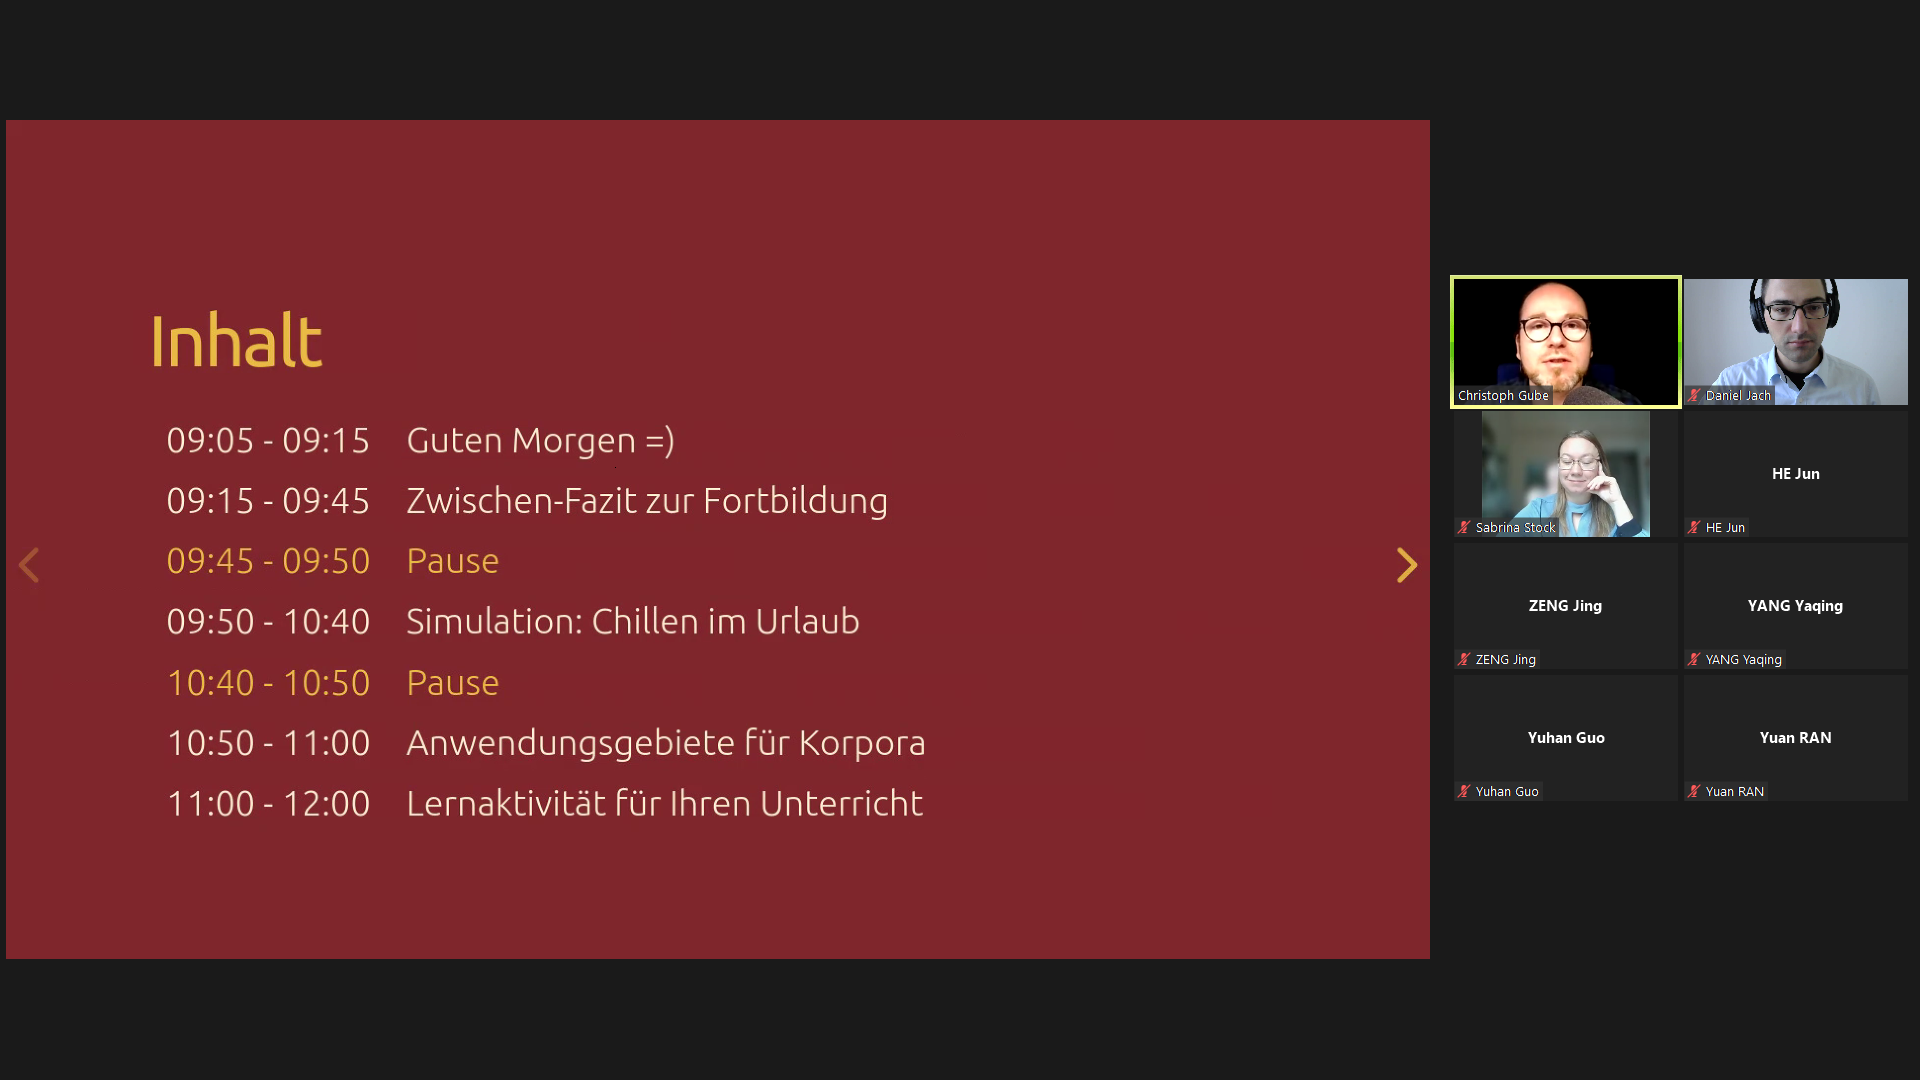 Inhalt
09:05 - 09:15 Guten Morgen =)
09:15 - 09:45 Zwischen-Fazit zur Fortbildung
09:45 - 09:50 Pause
09:50 - 10:40 Simulation: Chillen im Urlaub
10:40 - 10:50 Pause
10:50 - 11:00 Anwendungsgebiete für Korpora
11:00 - 12:00 Lernaktivität für Ihren Unterricht
Christoph Gube
Daniel Jach
Sabrina Stock
HE Jun
HE Jun
ZENG Jing
ZENG Jing
YANG Yaqing
YANG Yaqing
Yuhan Guo
Yuhan Guo
Yuan RAN
Yuan RAN